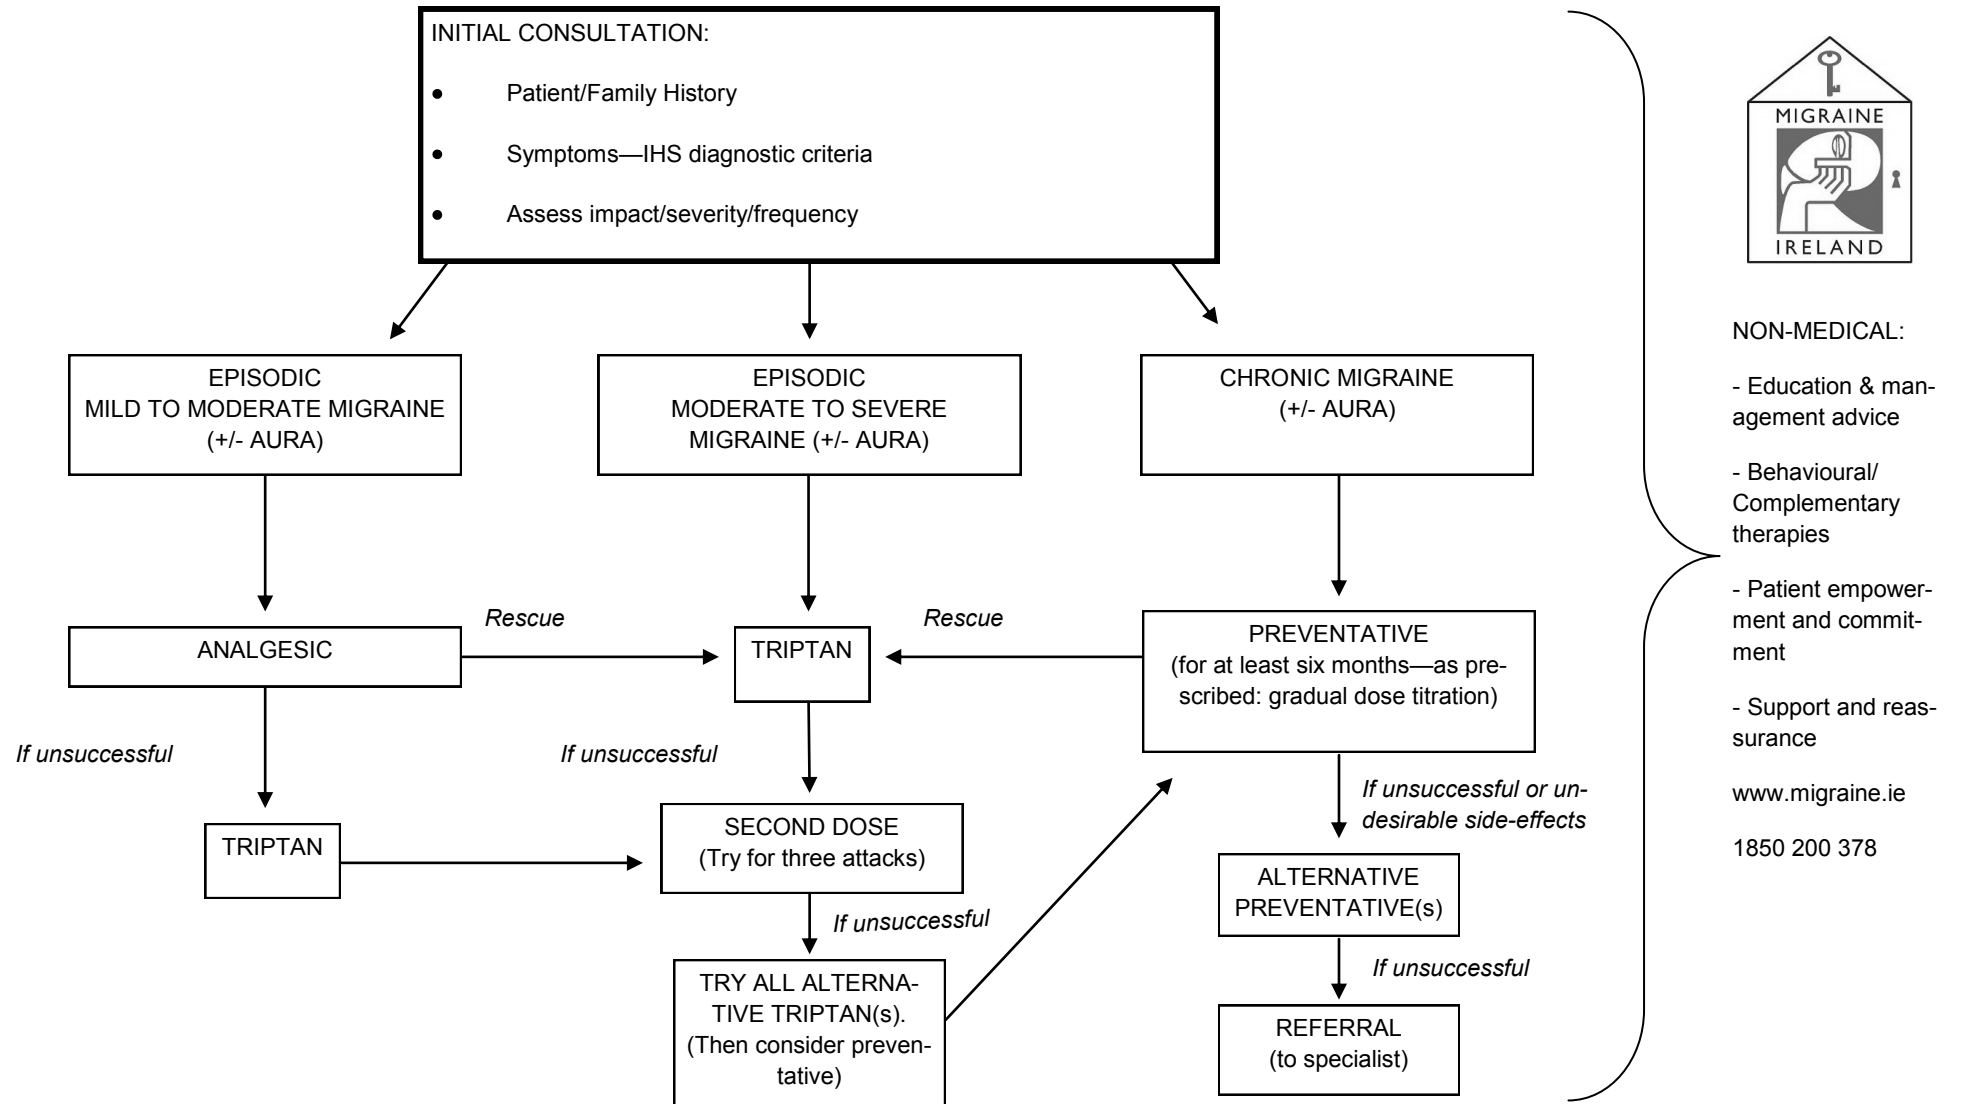 INITIAL CONSULTATION:
● Patient/Family History
● Symptoms—IHS diagnostic criteria
● Assess impact/severity/frequency
EPISODIC
MILD TO MODERATE MIGRAINE
(+/- AURA)
EPISODIC
MODERATE TO SEVERE
MIGRAINE (+/- AURA)
CHRONIC MIGRAINE
(+/- AURA)
ANALGESIC
Rescue
TRIPTAN
Rescue
PREVENTATIVE
(for at least six months—as pre-
scribed: gradual dose titration)
If unsuccessful
If unsuccessful
If unsuccessful or un-
desirable side-effects
TRIPTAN
SECOND DOSE
(Try for three attacks)
ALTERNATIVE
PREVENTATIVE(s)
If unsuccessful
If unsuccessful
TRY ALL ALTERNA-
TIVE TRIPTAN(s).
(Then consider preven-
tative)
REFERRAL
(to specialist)
MIGRAINE
IRELAND
NON-MEDICAL:
- Education & man-
agement advice
- Behavioural/
Complementary
therapies
- Patient empower-
ment and commit-
ment
- Support and reas-
surance
www.migraine.ie
1850 200 378